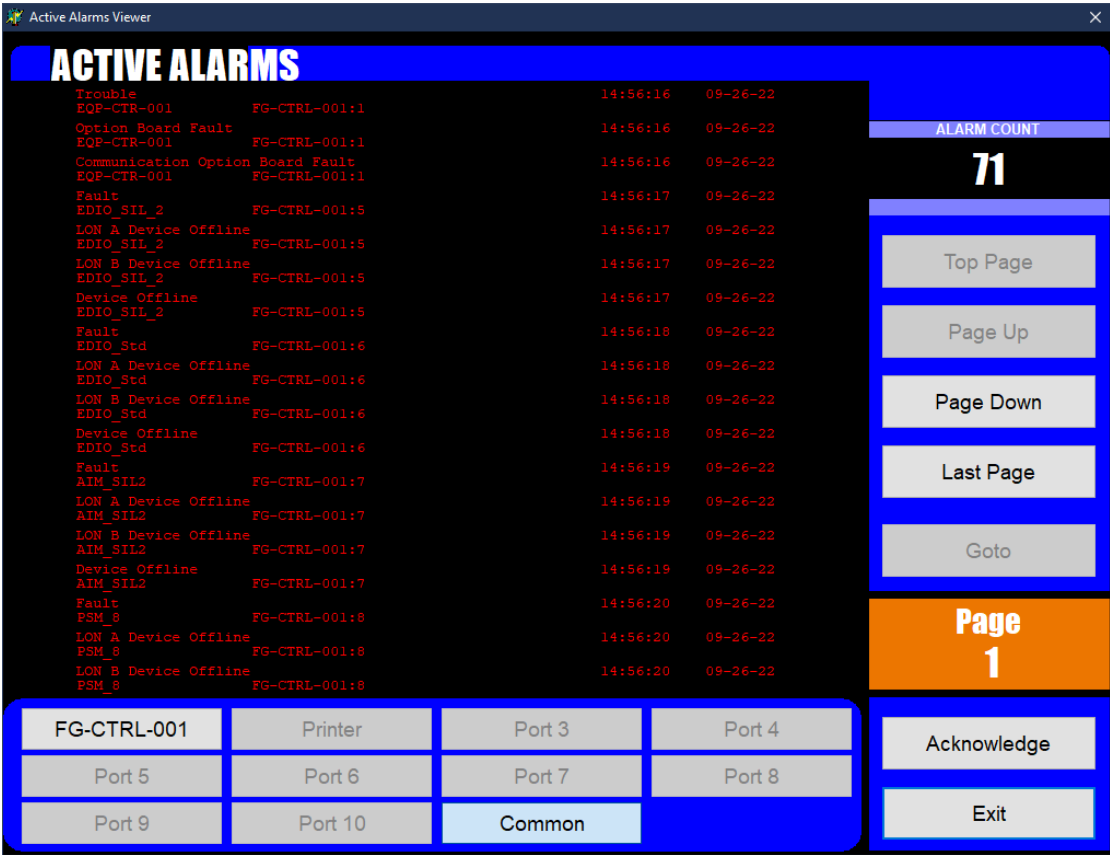 Active Alarms Viewer
ACTIVE ALARMS
Trouble 14:56:16 09-26-22
EQP-CTR-001 FG-CTRL-001:1
Option Board Fault 14:56:16 09-26-22
EQP-CTR-001 FG-CTRL-001:1
Communication Option Board Fault 14:56:16 09-26-22
EQP-CTR-001 FG-CTRL-001:1
Fault 14:56:17 09-26-22
EDIO_SIL_2 FG-CTRL-001:5
LON A Device Offline 14:56:17 09-26-22
EDIO_SIL_2 FG-CTRL-001:5
LON B Device Offline 14:56:17 09-26-22
EDIO_SIL_2 FG-CTRL-001:5
Device Offline 14:56:17 09-26-22
EDIO_SIL_2 FG-CTRL-001:5
Fault 14:56:18 09-26-22
EDIO_Std FG-CTRL-001:6
LON A Device Offline 14:56:18 09-26-22
EDIO_Std FG-CTRL-001:6
LON B Device Offline 14:56:18 09-26-22
EDIO_Std FG-CTRL-001:6
Device Offline 14:56:18 09-26-22
EDIO_Std FG-CTRL-001:6
Fault 14:56:19 09-26-22
AIM_SIL2 FG-CTRL-001:7
LON A Device Offline 14:56:19 09-26-22
AIM_SIL2 FG-CTRL-001:7
LON B Device Offline 14:56:19 09-26-22
AIM_SIL2 FG-CTRL-001:7
Device Offline 14:56:19 09-26-22
AIM_SIL2 FG-CTRL-001:7
Fault 14:56:20 09-26-22
PSM_8 FG-CTRL-001:8
LON A Device Offline 14:56:20 09-26-22
PSM_8 FG-CTRL-001:8
LON B Device Offline 14:56:20 09-26-22
PSM_8 FG-CTRL-001:8
ALARM COUNT
71
Top Page
Page Up
Page Down
Last Page
Goto
Page
1
FG-CTRL-001 Printer Port 3 Port 4
Port 5 Port 6 Port 7 Port 8
Port 9 Port 10 Common
Acknowledge
Exit